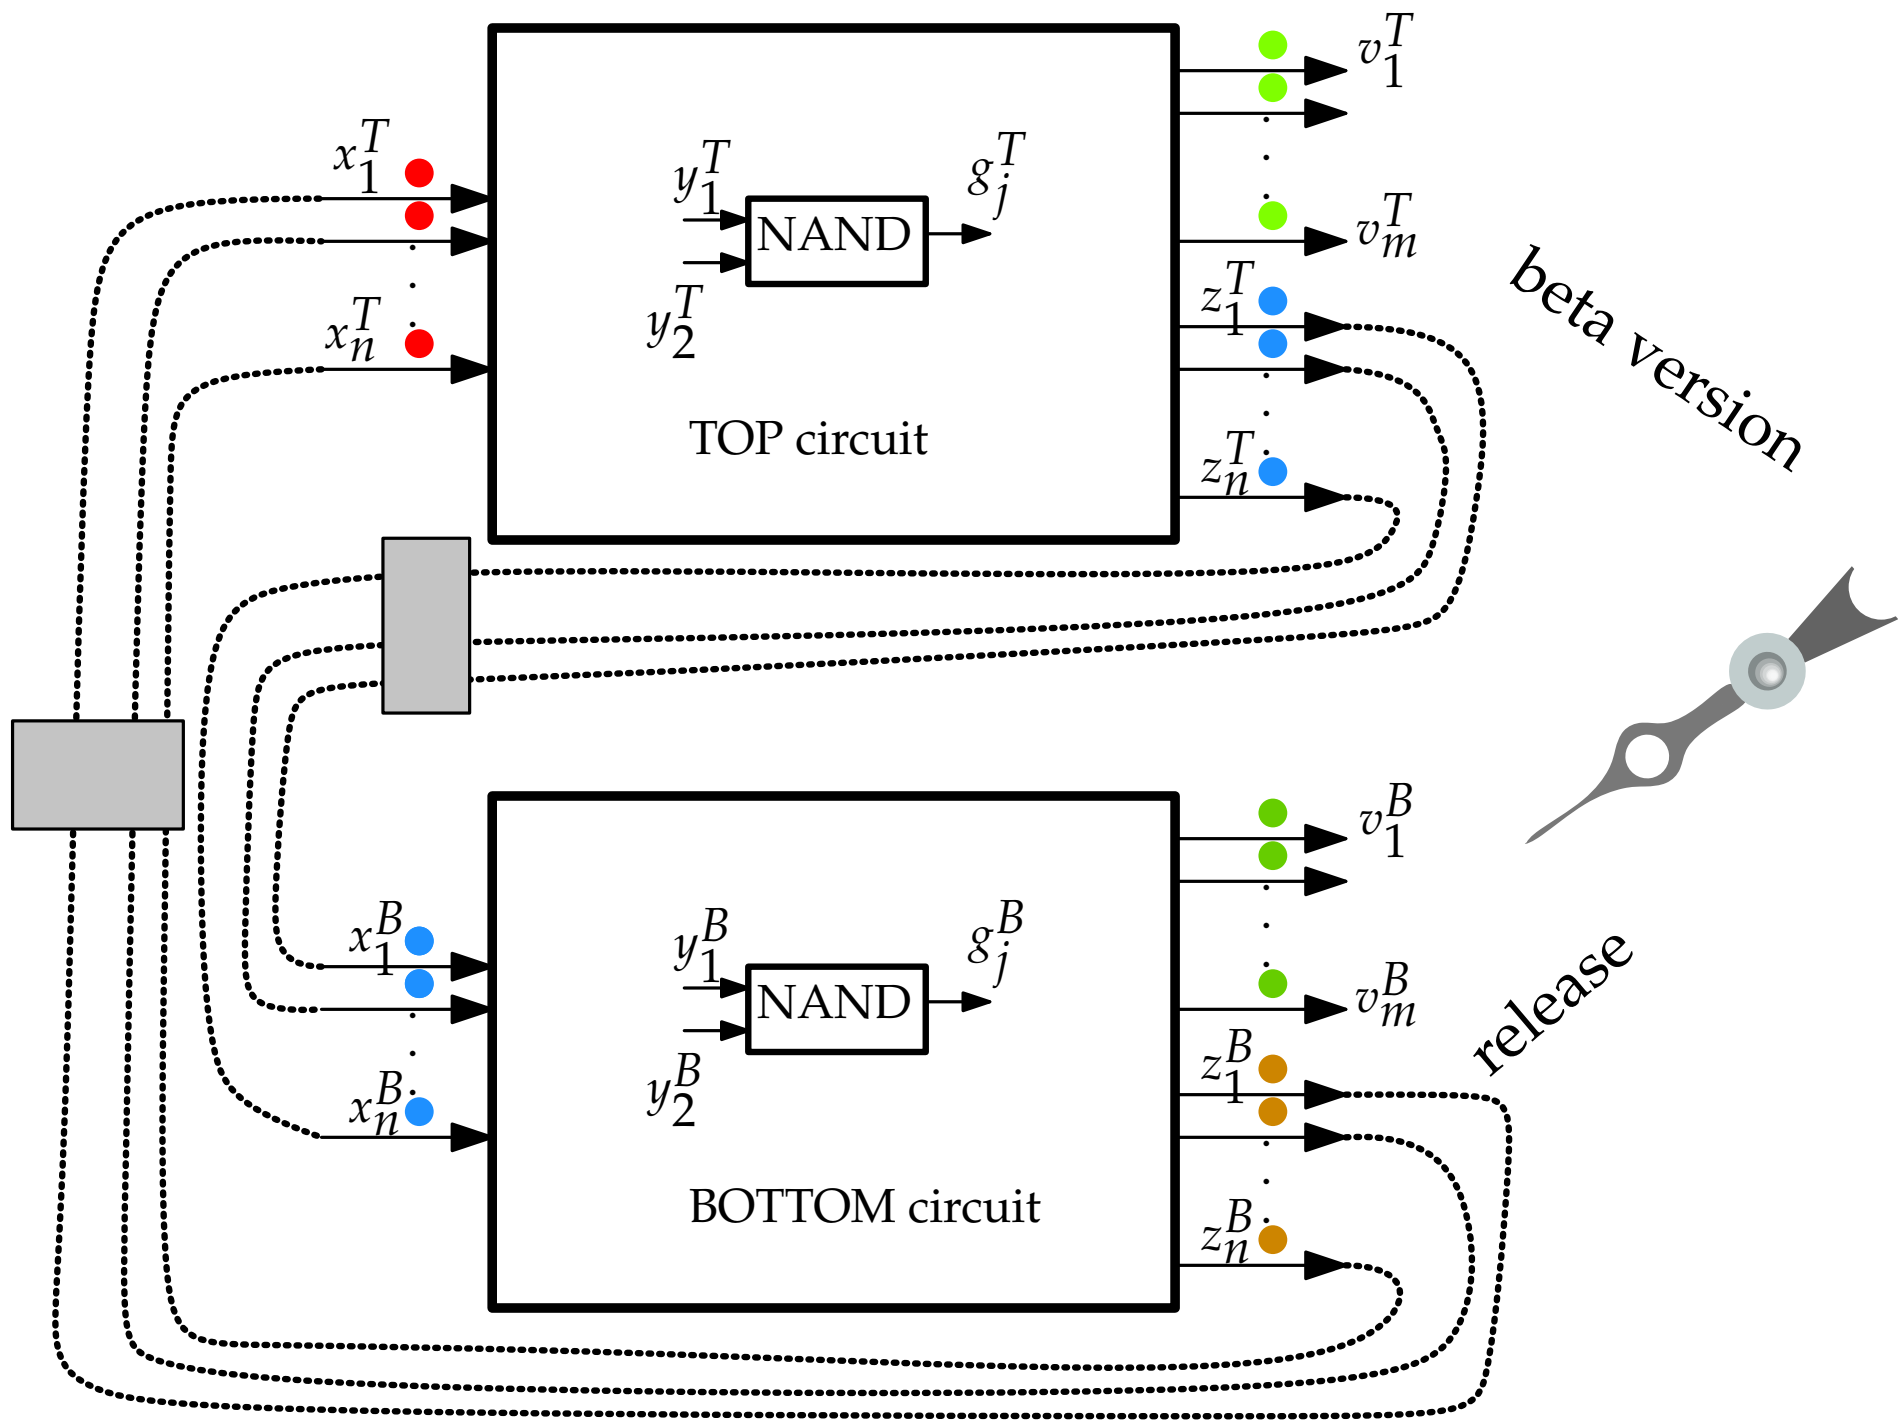 v_1^T
x_1^T
y_1^T
g_j^T
NAND
v_m^T
z_1^T
x_n^T
y_2^T
beta version
TOP circuit
z_n^T
v_1^B
x_1^B
y_1^B
g_j^B
NAND
v_m^B
release
z_1^B
x_n^B
y_2^B
BOTTOM circuit
z_n^B